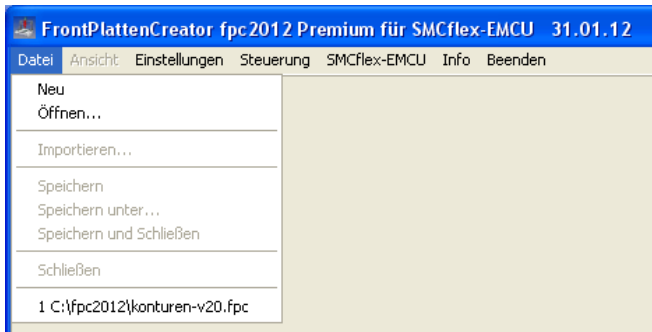 FrontPlattenCreator fpc2012 Premium für SMCflex-EMCU 31.01.12
Datei Ansicht Einstellungen Steuerung SMCflex-EMCU Info Beenden
Neu
Öffnen...
Importieren...
Speichern
Speichern unter...
Speichern und Schließen
Schließen
1 C:\fpc2012\konturen-v20.fpc